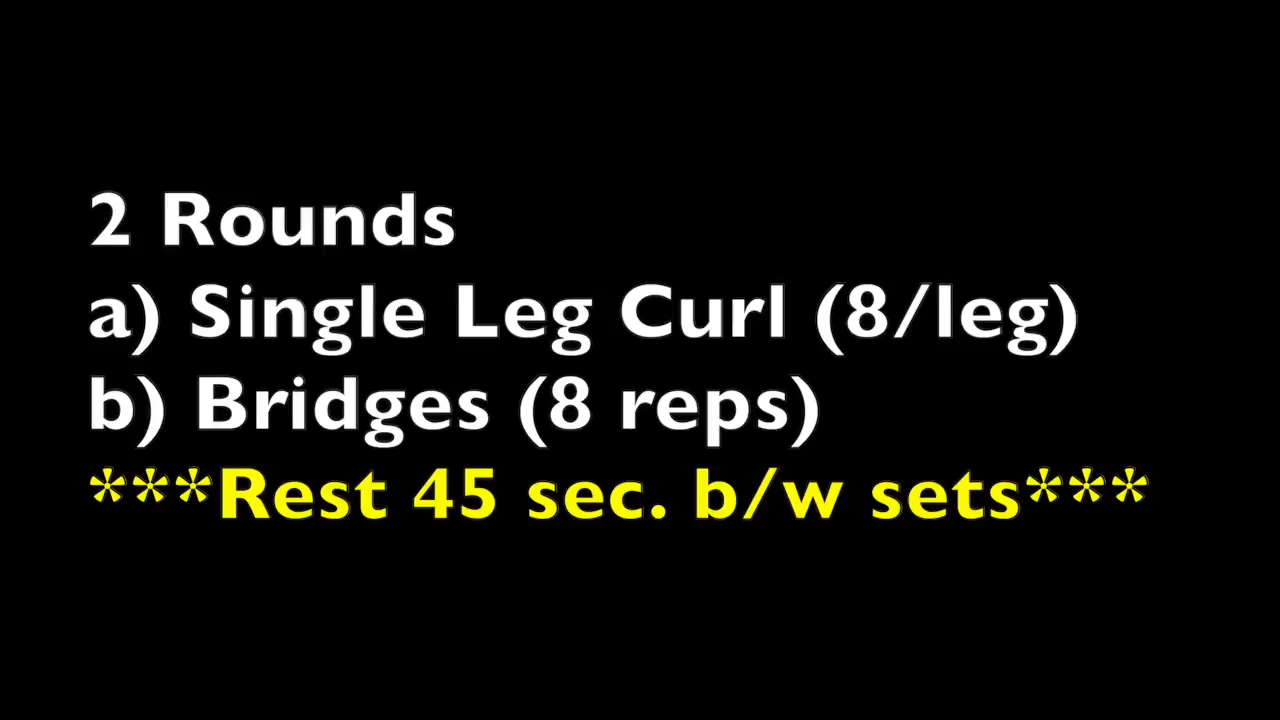 2 Rounds
a) Single Leg Curl (8/leg)
b) Bridges (8 reps)
***Rest 45 sec. b/w sets***